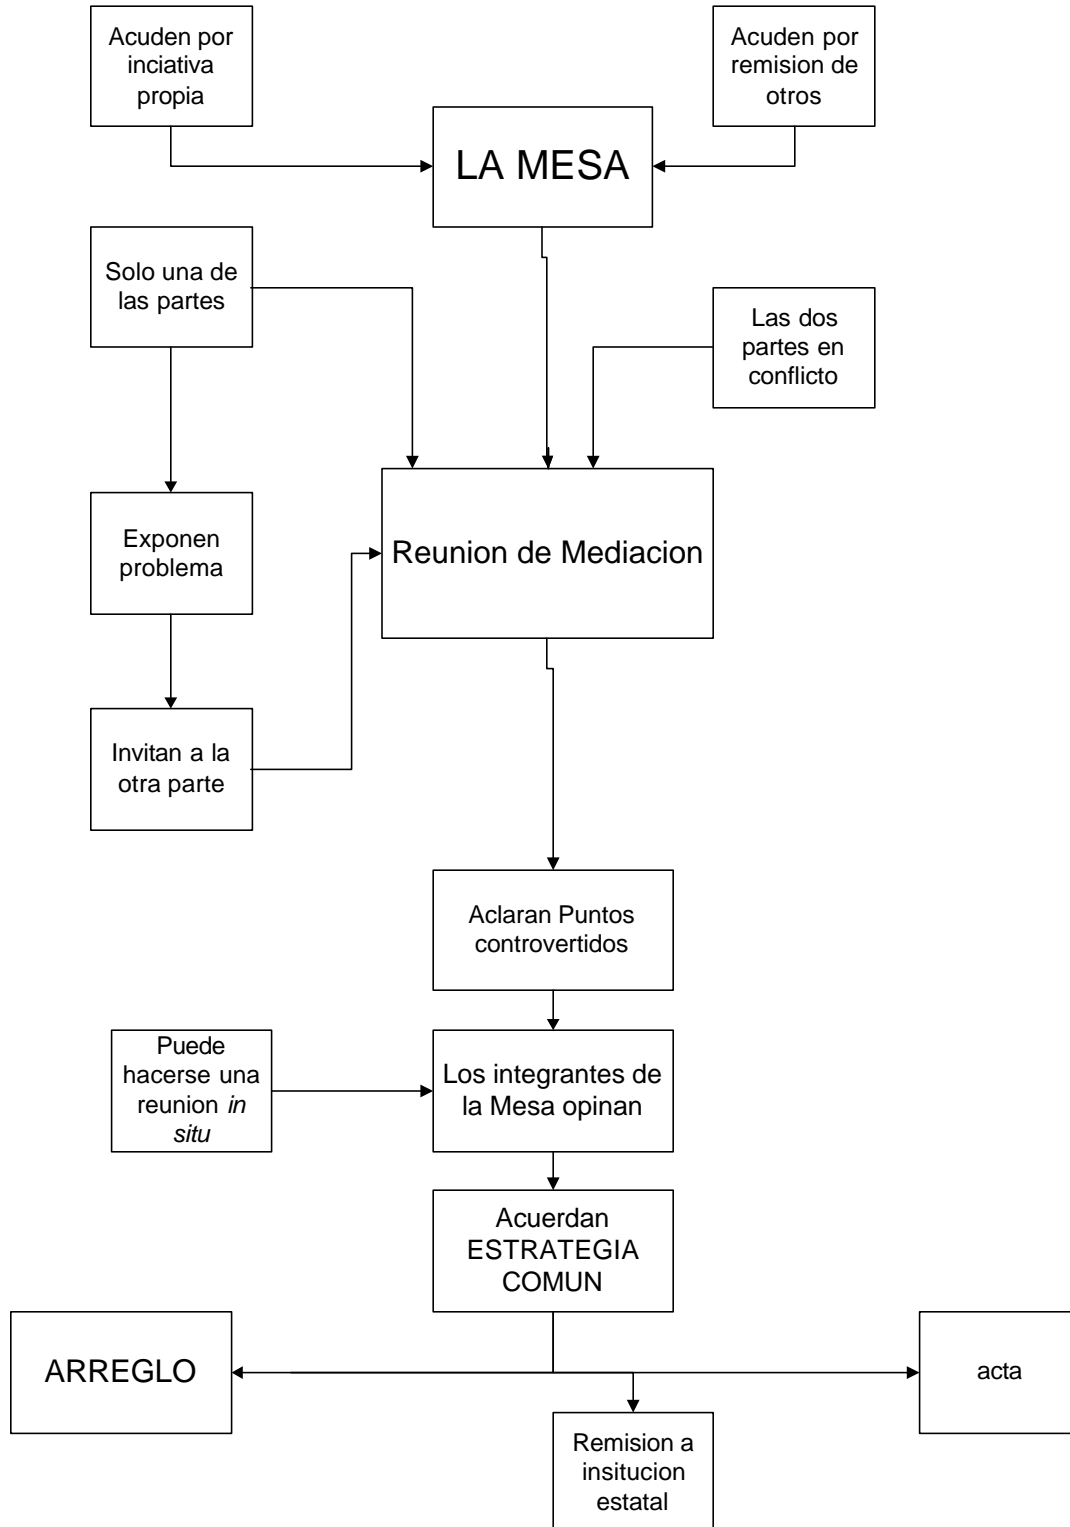 Acuden por
inciativa
propia
Acuden por
remision de
otros
LA MESA
Solo una de
las partes
Las dos
partes en
conflicto
Exponen
problema
Reunion de Mediacion
Invitan a la
otra parte
Aclaran Puntos
controvertidos
Puede
hacerse una
reunion in
situ
Los integrantes de
la Mesa opinan
Acuerdan
ESTRATEGIA
COMUN
ARREGLO
acta
Remision a
insitucion
estatal